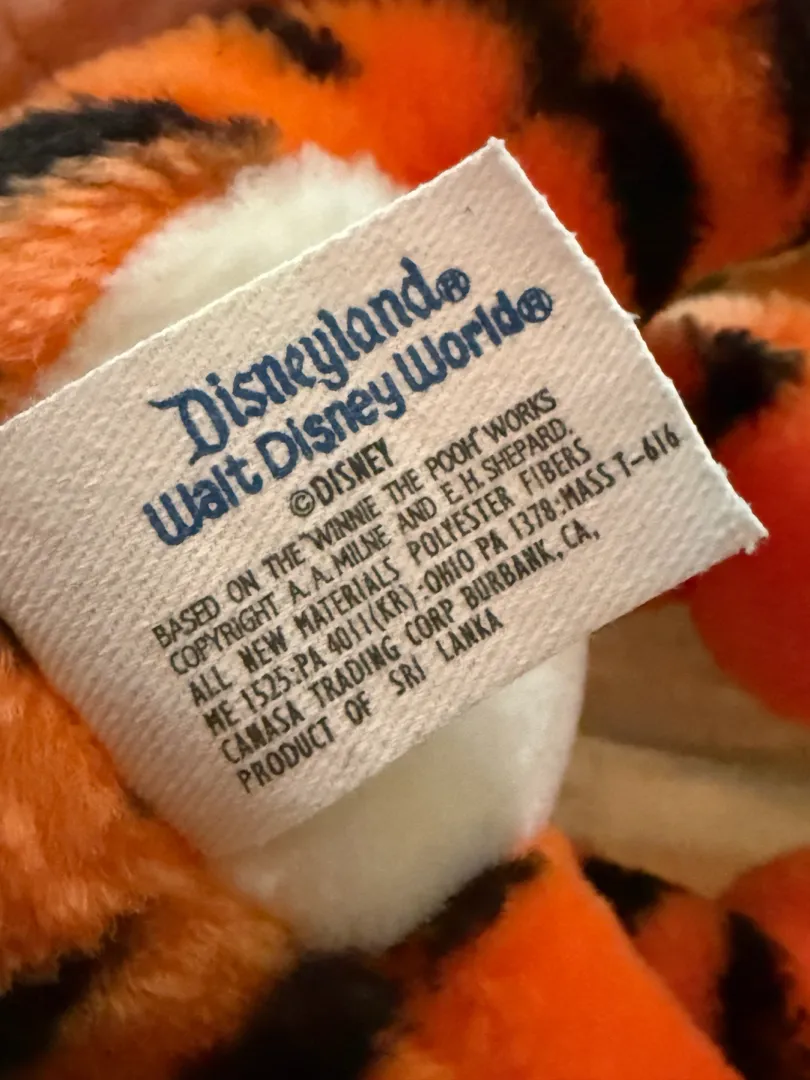 Disneyland®
Walt Disney World®
©DISNEY
BASED ON THE "WINNIE THE POOH" WORKS
COPYRIGHT A. A. MILNE AND E. H. SHEPARD.
ALL NEW MATERIALS POLYESTER FIBERS
ME 1525:PA 4011(KR):OHIO PA 1378:MASS T-616
CANASA TRADING CORP BURBANK, CA,
PRODUCT OF SRI LANKA